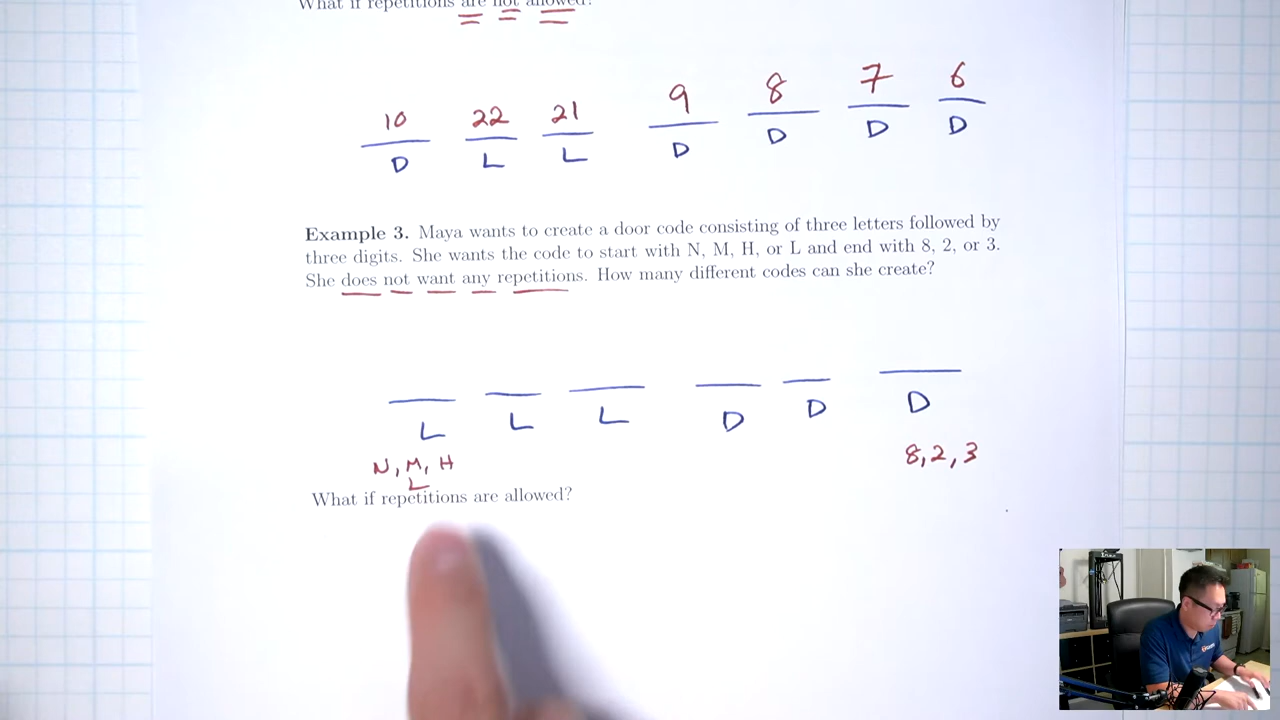 What if repetitions are not allowed?
10 22 21 9 8 7 6
D L L D D D D
Example 3. Maya wants to create a door code consisting of three letters followed by
three digits. She wants the code to start with N, M, H, or L and end with 8, 2, or 3.
She does not want any repetitions. How many different codes can she create?
L L L D D D
N, M, H 8, 2, 3
L
What if repetitions are allowed?